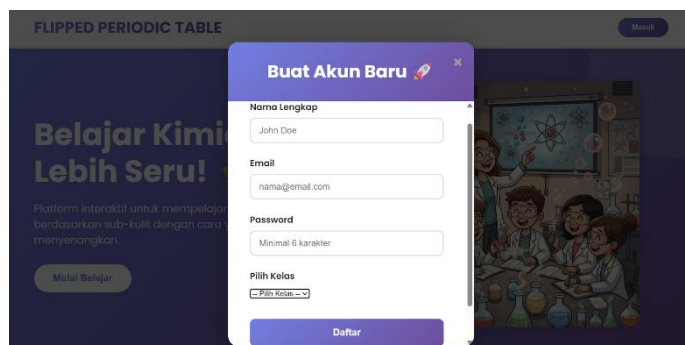 FLIPPED PERIODIC TABLE
Masuk
Buat Akun Baru 🚀
×
Nama Lengkap
John Doe
Email
nama@email.com
Password
Minimal 6 karakter
Pilih Kelas
-- Pilih Kelas --
Daftar
Belajar Kimi
Lebih Seru!
Platform interaktif untuk mempelajar
berdasarkan sub-kulit dengan cara
menyenangkan.
Mulai Belajar